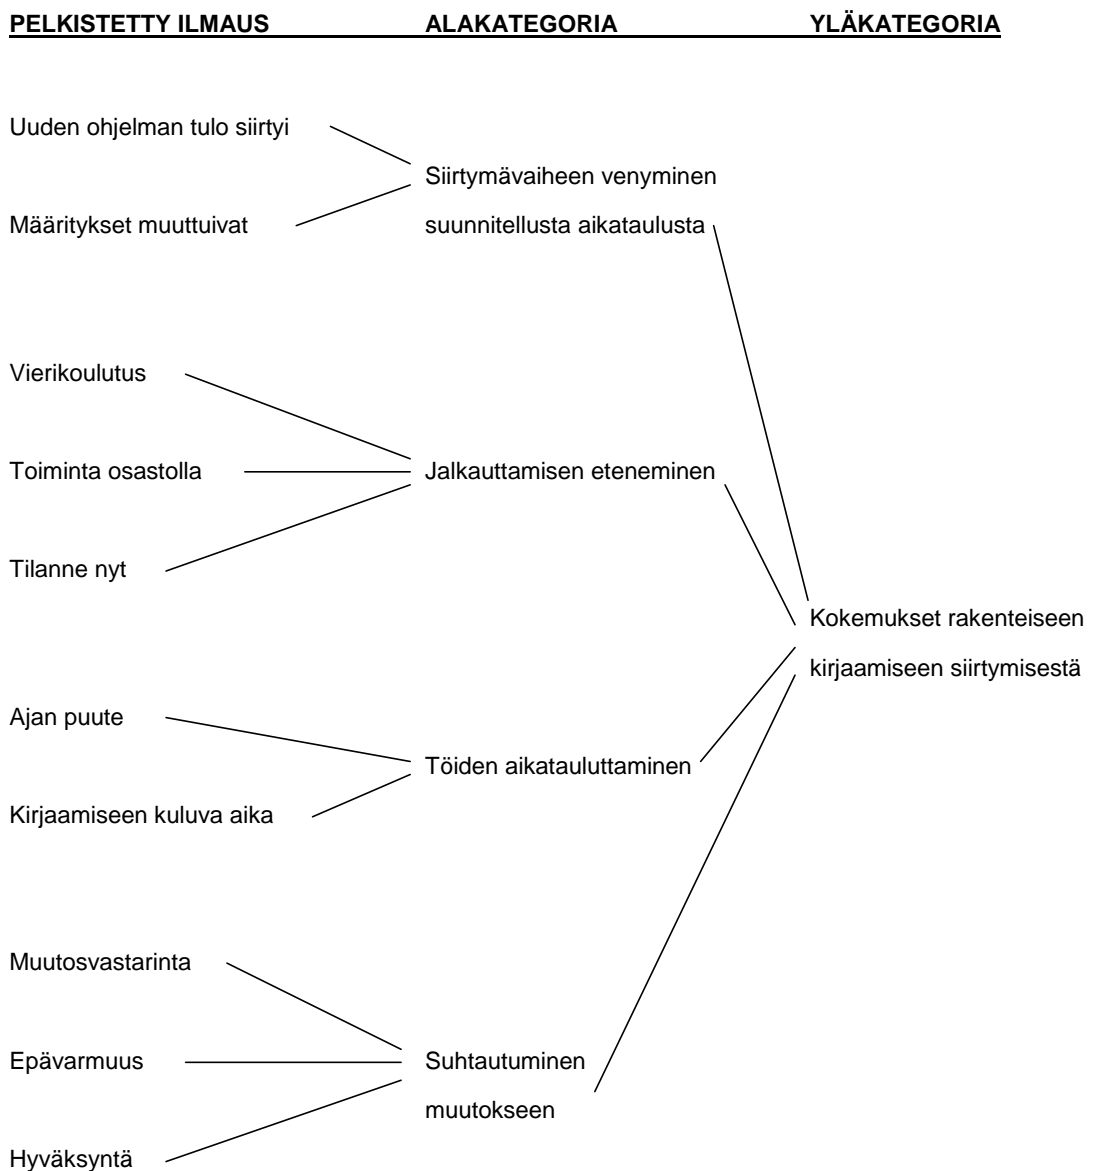 PELKISTETTY ILMAUS ALAKATEGORIA YLÄKATEGORIA
Uuden ohjelman tulo siirtyi
Siirtymävaiheen venyminen
Määritykset muuttuivat suunnitellusta aikataulusta
Vierikoulutus
Toiminta osastolla Jalkauttamisen eteneminen
Tilanne nyt
Kokemukset rakenteiseen
kirjaamiseen siirtymisestä
Ajan puute
Töiden aikatauluttaminen
Kirjaamiseen kuluva aika
Muutosvastarinta
Epävarmuus Suhtautuminen
muutokseen
Hyväksyntä